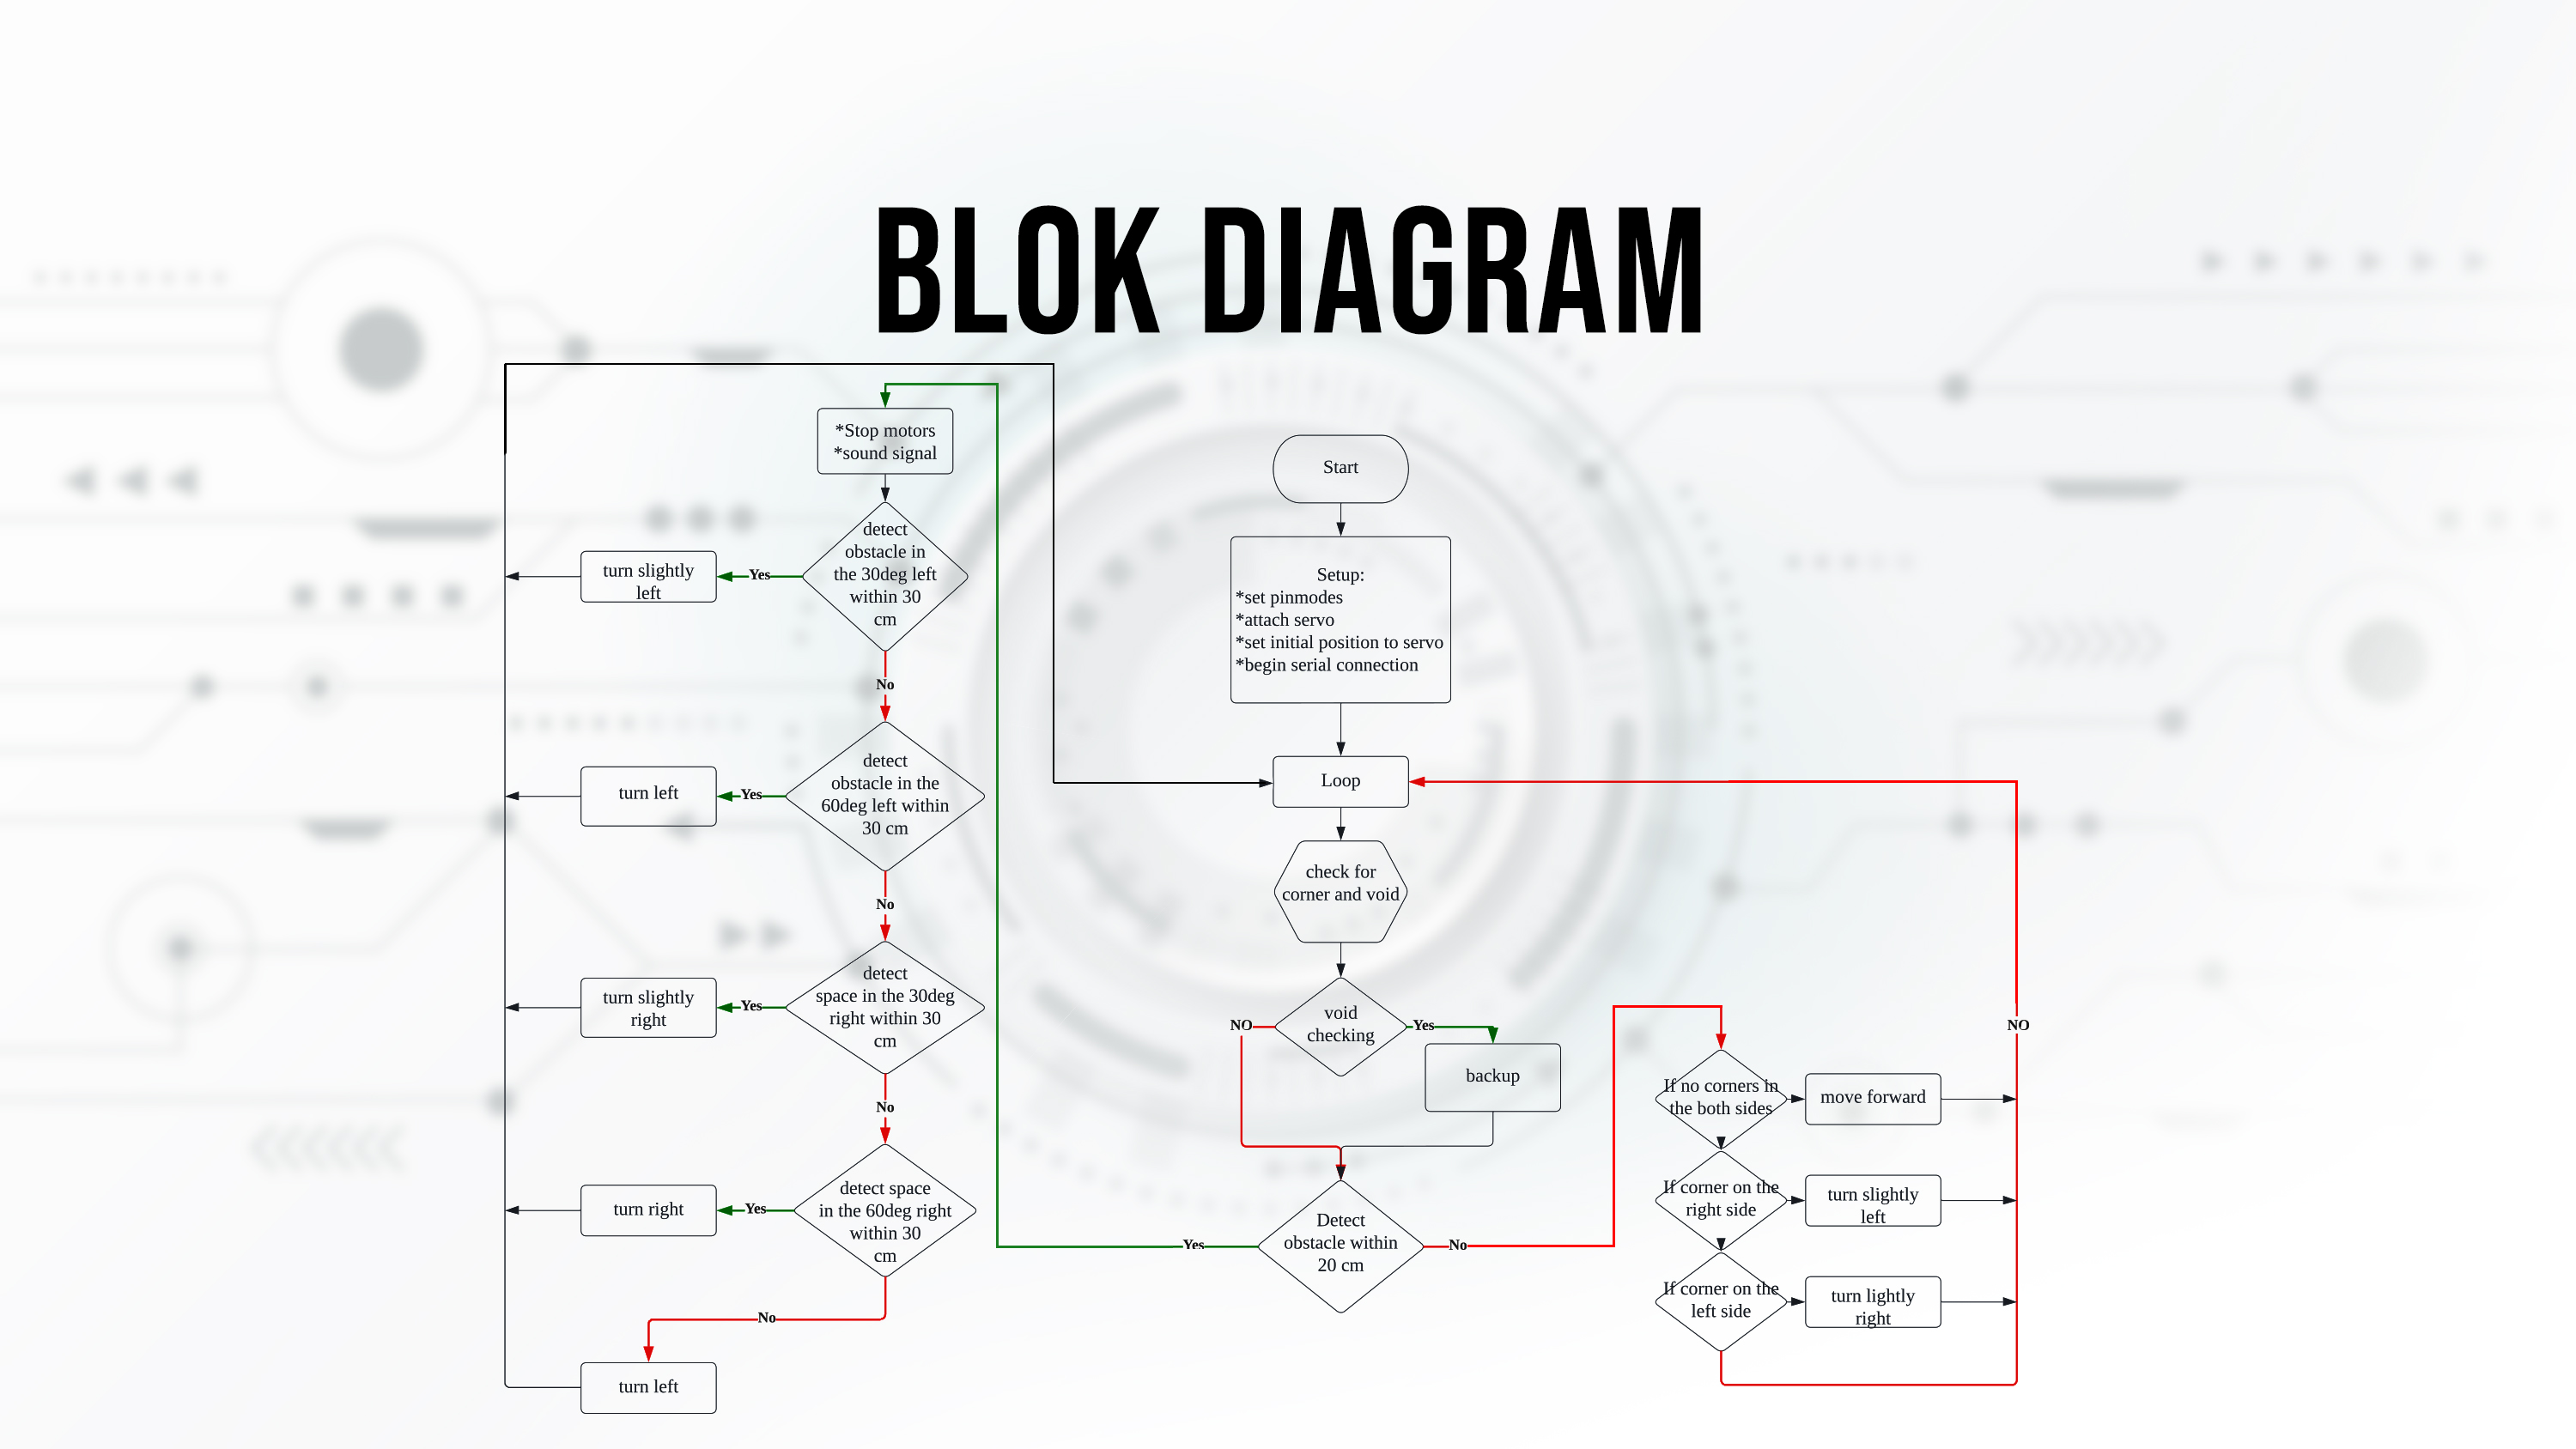 BLOK DIAGRAM
*Stop motors
*sound signal
detect
obstacle in
the 30deg left
within 30
cm
Yes
turn slightly
left
No
detect
obstacle in the
60deg left within
30 cm
Yes
turn left
No
detect
space in the 30deg
right within 30
cm
Yes
turn slightly
right
No
detect space
in the 60deg right
within 30
cm
Yes
turn right
No
turn left
Start
Setup:
*set pinmodes
*attach servo
*set initial position to servo
*begin serial connection
Loop
check for
corner and void
void
checking
NO
Yes
backup
Detect
obstacle within
20 cm
Yes
No
If no corners in
the both sides
move forward
If corner on the
right side
turn slightly
left
If corner on the
left side
turn lightly
right
NO